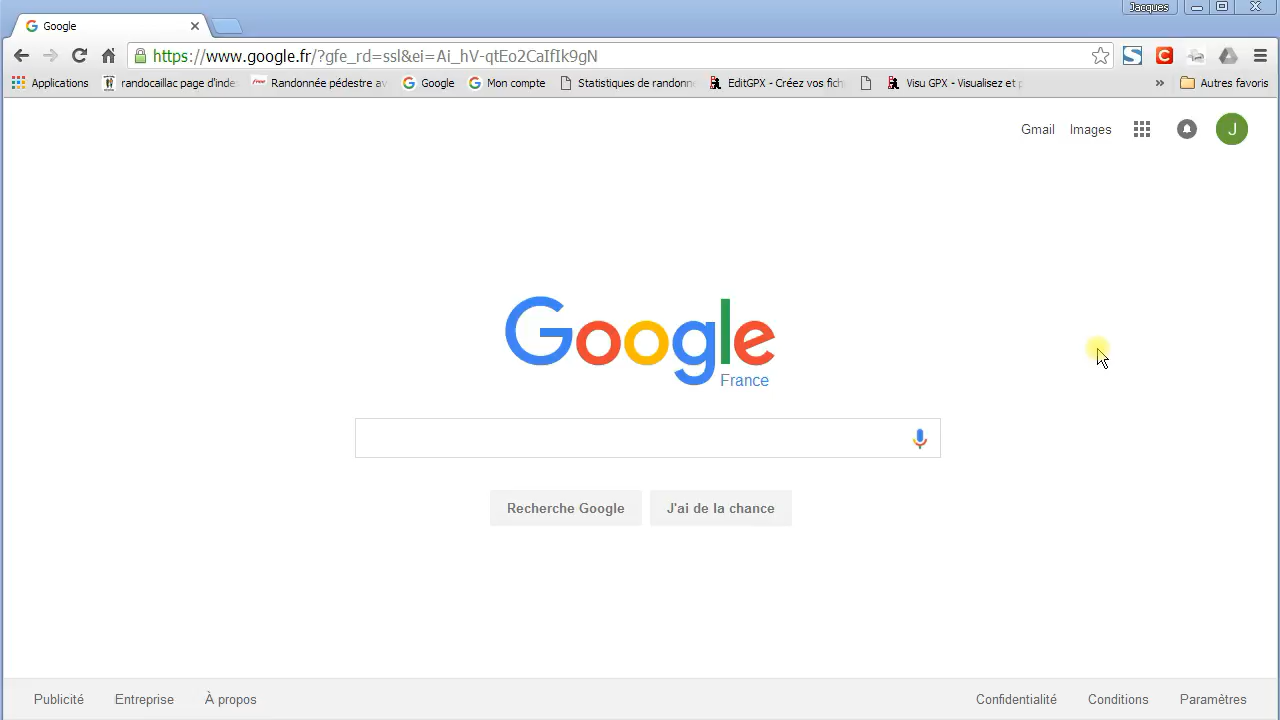 Jacques
Google
https://www.google.fr/?gfe_rd=ssl&ei=Ai_hV-qtEo2CaIfIk9gN
Applications randocaillac page d'inde Randonnée pédestre av Google Mon compte Statistiques de randonn EditGPX - Créez vos fich Visu GPX - Visualisez et p » Autres favoris
Gmail Images J
Google
France
Recherche Google J'ai de la chance
Publicité Entreprise À propos Confidentialité Conditions Paramètres